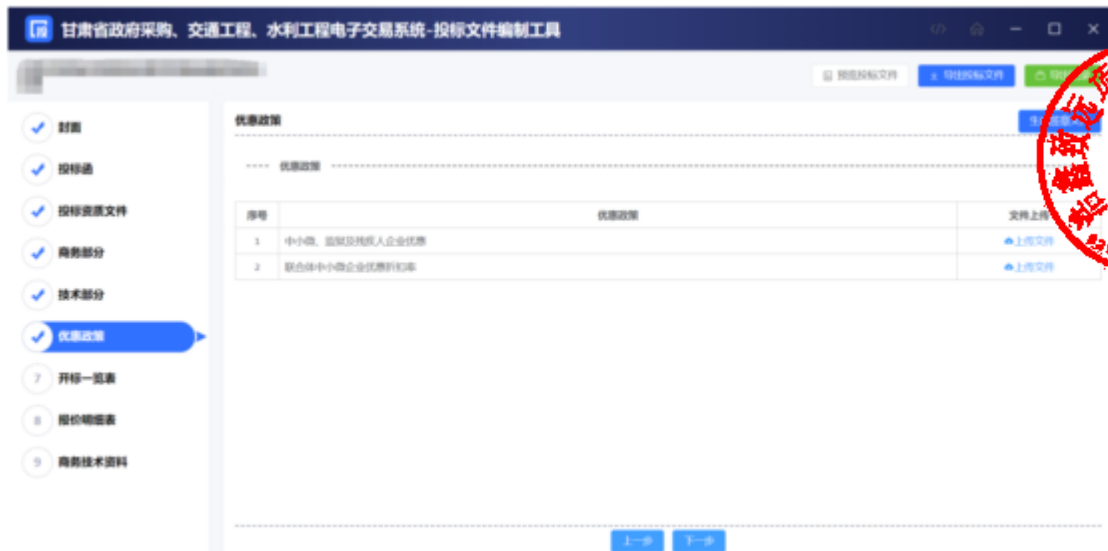 甘肃省政府采购、交通工程、水利工程电子交易系统-投标文件编制工具
预览投标文件
导出投标文件
封面
优惠政策
投标函
优惠政策
投标资质文件
序号 优惠政策 文件上传
1 中小微、监狱及残疾人企业优惠 上传文件
商务部分
2 联合体中小微企业优惠折扣率 上传文件
技术部分
优惠政策
7 开标一览表
8 报价明细表
9 商务技术资料
上一步 下一步